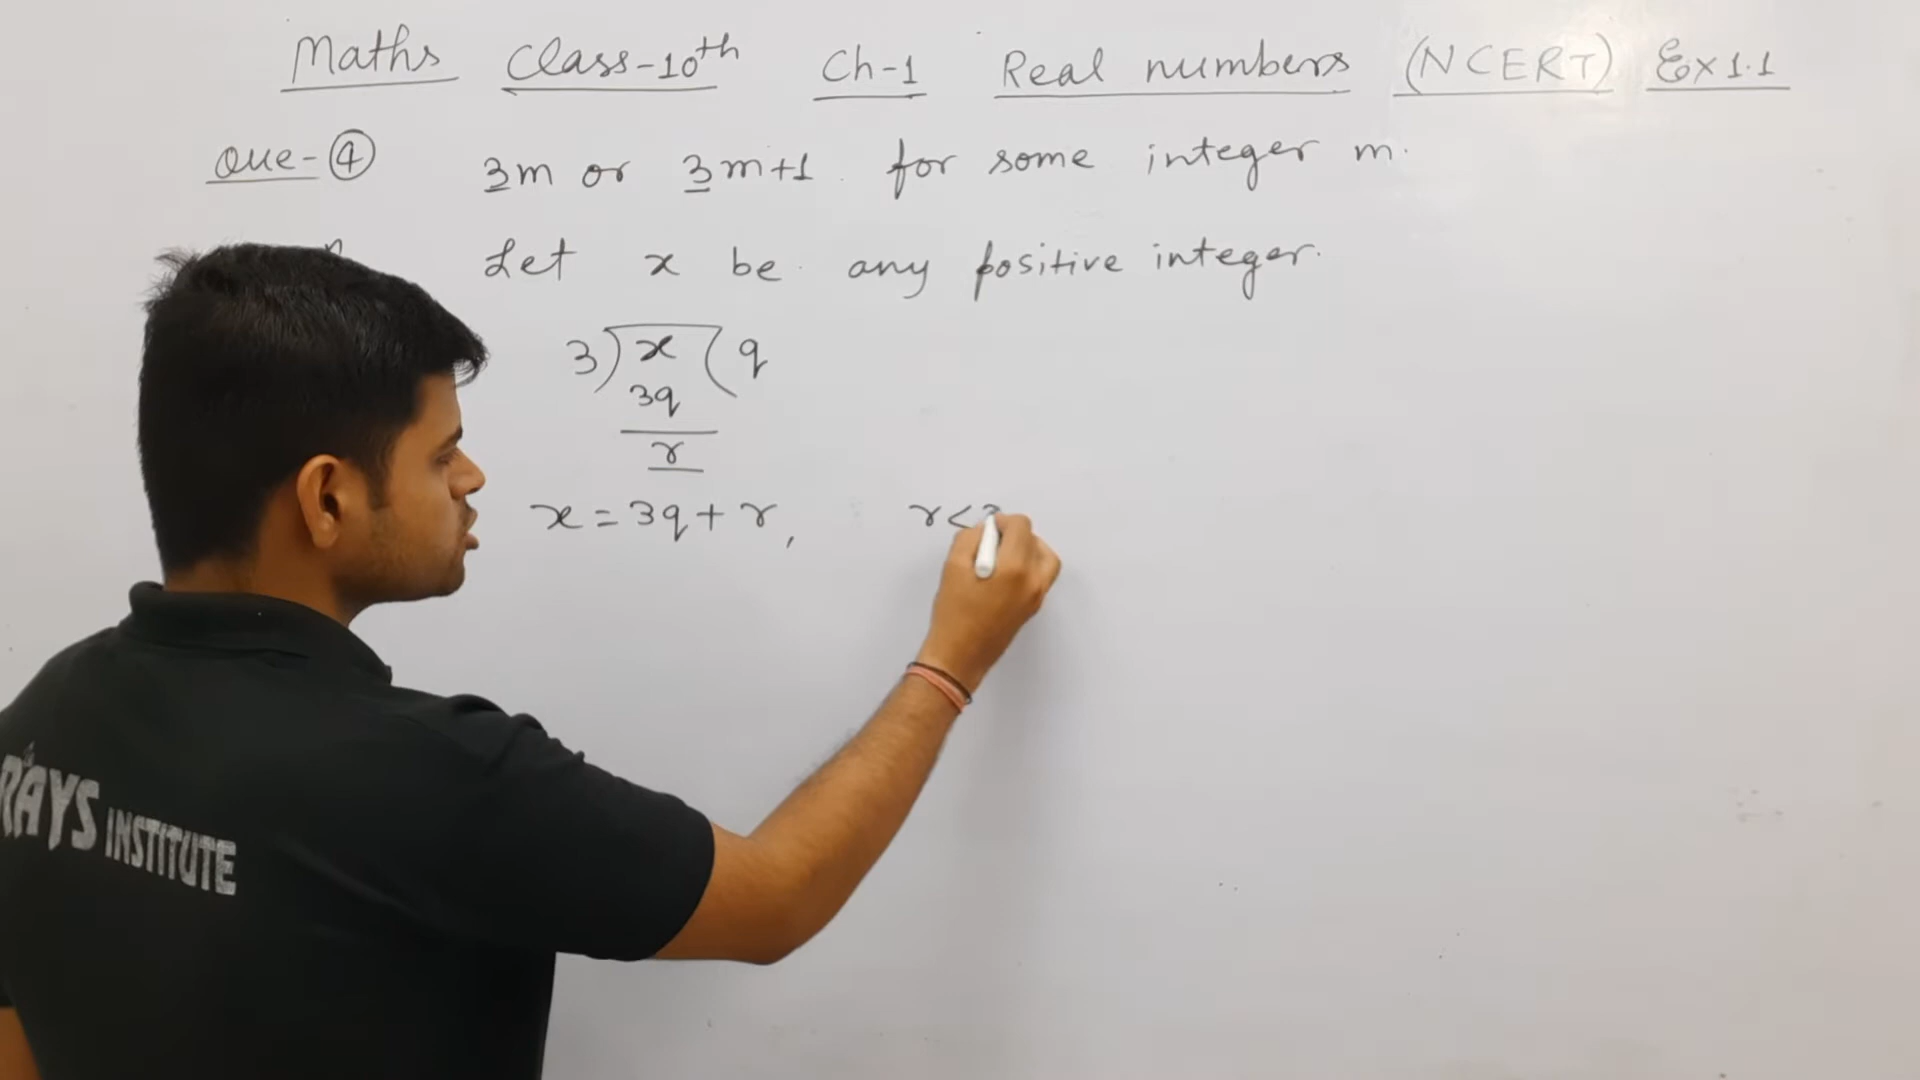 Maths Class-10th Ch-1 Real numbers (NCERT) Ex 1.1
Que-④ 3m or 3m+1 for some integer m.
Let x be any positive integer.
3) x ( q
3q
r
x = 3q + r, r <
RAYS INSTITUTE